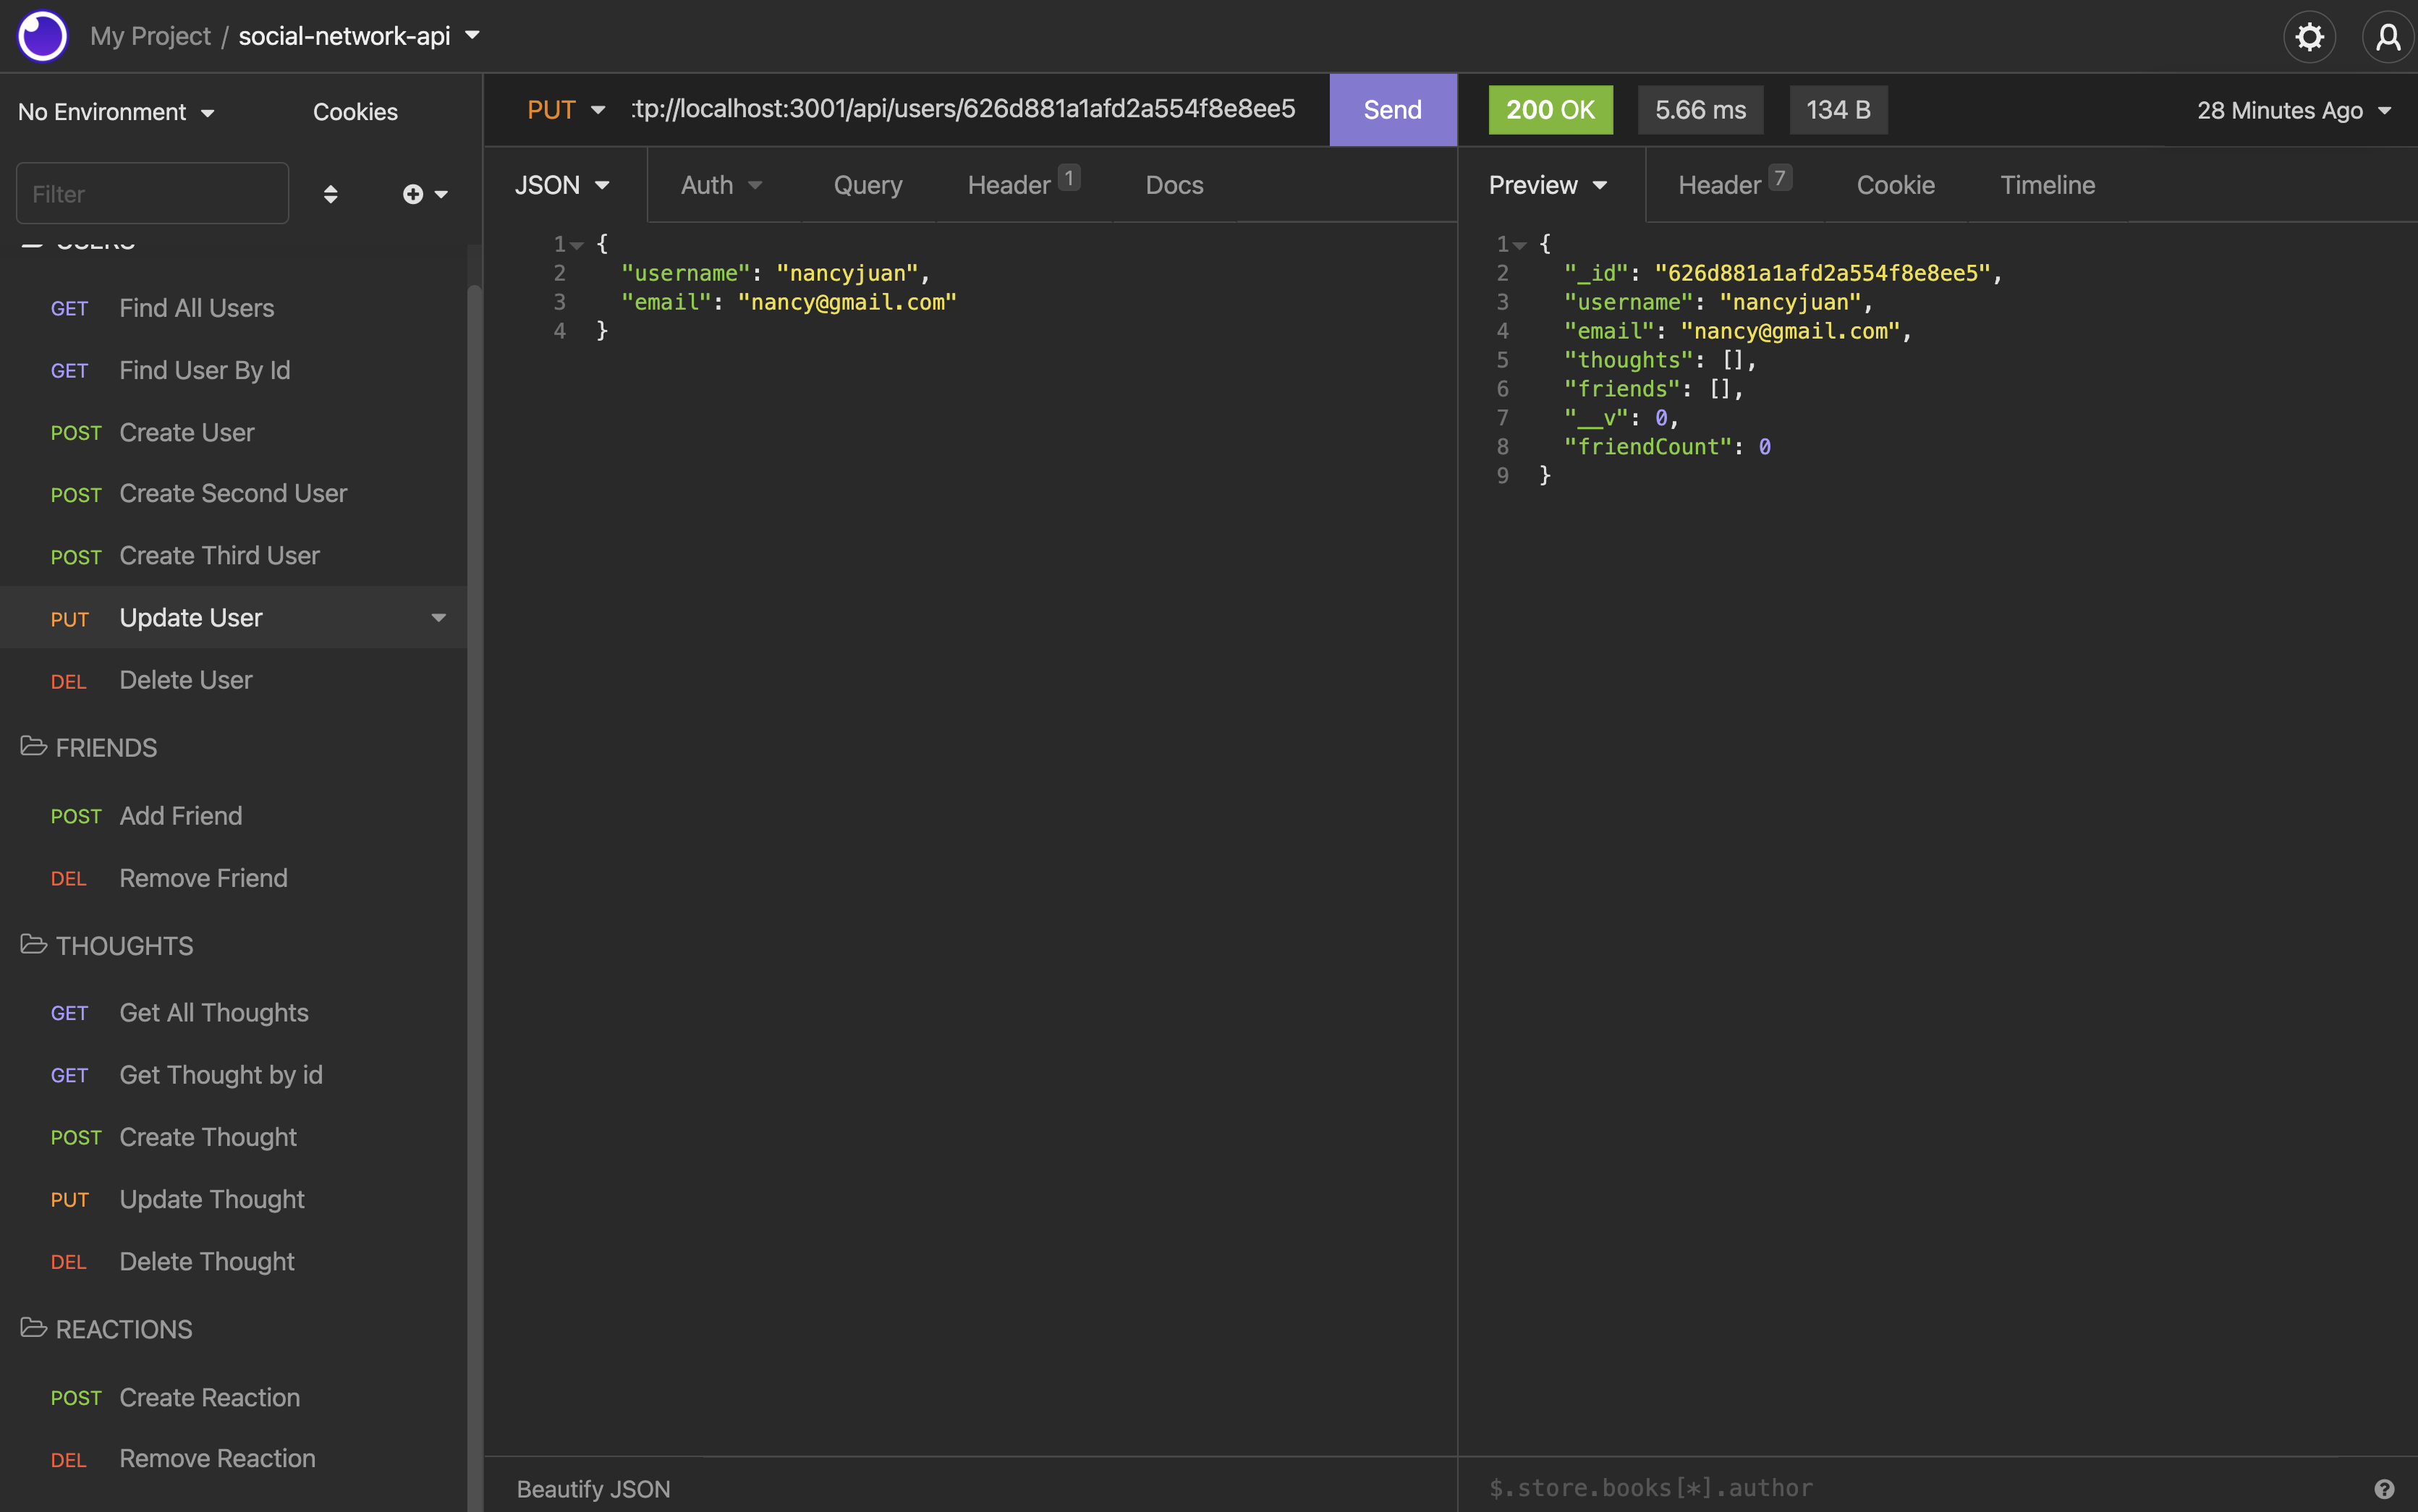 My Project / social-network-api
No Environment
Cookies
Filter
USERS
GET Find All Users
GET Find User By Id
POST Create User
POST Create Second User
POST Create Third User
PUT Update User
DEL Delete User
FRIENDS
POST Add Friend
DEL Remove Friend
THOUGHTS
GET Get All Thoughts
GET Get Thought by id
POST Create Thought
PUT Update Thought
DEL Delete Thought
REACTIONS
POST Create Reaction
DEL Remove Reaction
PUT :tp://localhost:3001/api/users/626d881a1afd2a554f8e8ee5 Send
JSON Auth Query Header 1 Docs
1 {
2 "username": "nancyjuan",
3 "email": "nancy@gmail.com"
4 }
Beautify JSON
200 OK 5.66 ms 134 B 28 Minutes Ago
Preview Header 7 Cookie Timeline
1 {
2 "_id": "626d881a1afd2a554f8e8ee5",
3 "username": "nancyjuan",
4 "email": "nancy@gmail.com",
5 "thoughts": [],
6 "friends": [],
7 "__v": 0,
8 "friendCount": 0
9 }
$.store.books[*].author